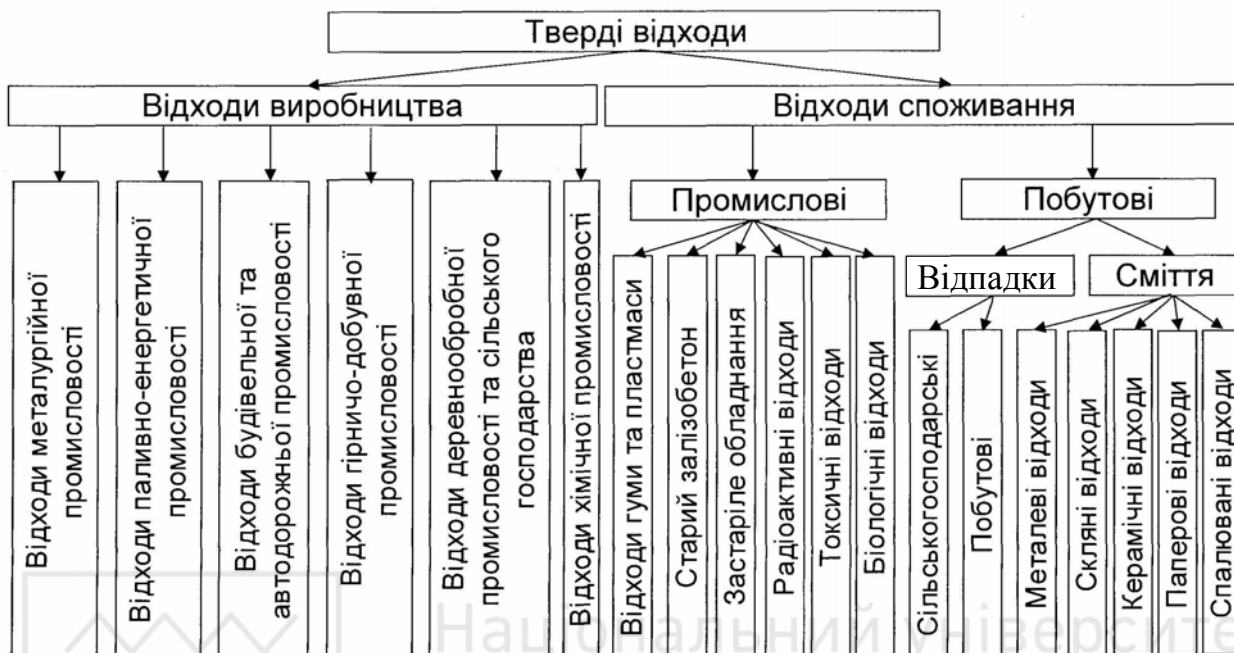 Тверді відходи
Відходи виробництва
Відходи споживання
Промислові
Побутові
Відпадки
Сміття
Відходи металургійної
промисловості
Відходи паливно-енергетичної
промисловості
Відходи будівельної та
автодорожньої промисловості
Відходи гірничо-добувної
промисловості
Відходи деревнообробної
промисловості та сільського
господарства
Відходи хімічної промисловості
Відходи гуми та пластмаси
Старий залізобетон
Застаріле обладнання
Радіоактивні відходи
Токсичні відходи
Біологічні відходи
Сільськогосподарські
Побутові
Металеві відходи
Скляні відходи
Керамічні відходи
Паперові відходи
Спалювані відходи
Національний університе